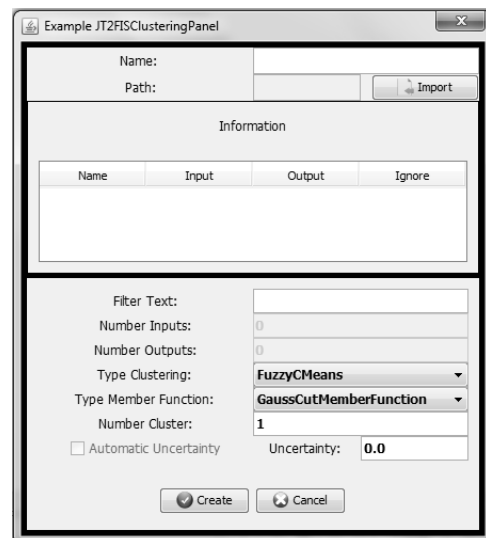 Example JT2FISClusteringPanel
Name:
Path: Import
Information
Name Input Output Ignore
Filter Text:
Number Inputs: 0
Number Outputs: 0
Type Clustering: FuzzyCMeans
Type Member Function: GaussCutMemberFunction
Number Cluster: 1
Automatic Uncertainty Uncertainty: 0.0
Create Cancel